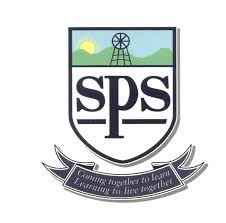 sps
Coming together to learn
Learning to live together